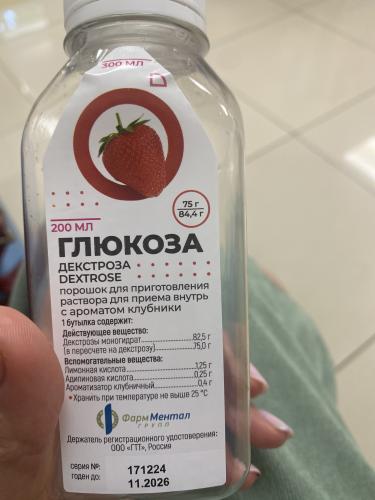 300 МЛ
75 г
84,4 г
200 МЛ
ГЛЮКОЗА
ДЕКСТРОЗА
DEXTROSE
порошок для приготовления
раствора для приема внутрь
с ароматом клубники
1 бутылка содержит:
Действующее вещество:
Декстрозы моногидрат..................82,5 г
(в пересчете на декстрозу)...........75,0 г
Вспомогательные вещества:
Лимонная кислота........................1,25 г
Адипиновая кислота....................0,25 г
Ароматизатор клубничный...............0,4 г
• Хранить при температуре не выше 25 °С
ФармМентал
ГРУПП
Держатель регистрационного удостоверения:
ООО «ГТТ», Россия
серия №: 171224
годен до: 11.2026